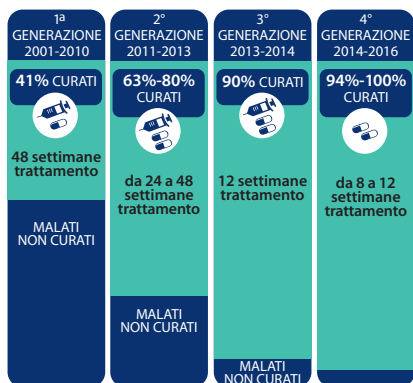 1ª
GENERAZIONE
2001-2010
41% CURATI
48 settimane
trattamento
MALATI
NON CURATI
2°
GENERAZIONE
2011-2013
63%-80%
CURATI
da 24 a 48
settimane
trattamento
MALATI
NON CURATI
3°
GENERAZIONE
2013-2014
90% CURATI
12 settimane
trattamento
MALATI
NON CURATI
4°
GENERAZIONE
2014-2016
94%-100%
CURATI
da 8 a 12
settimane
trattamento